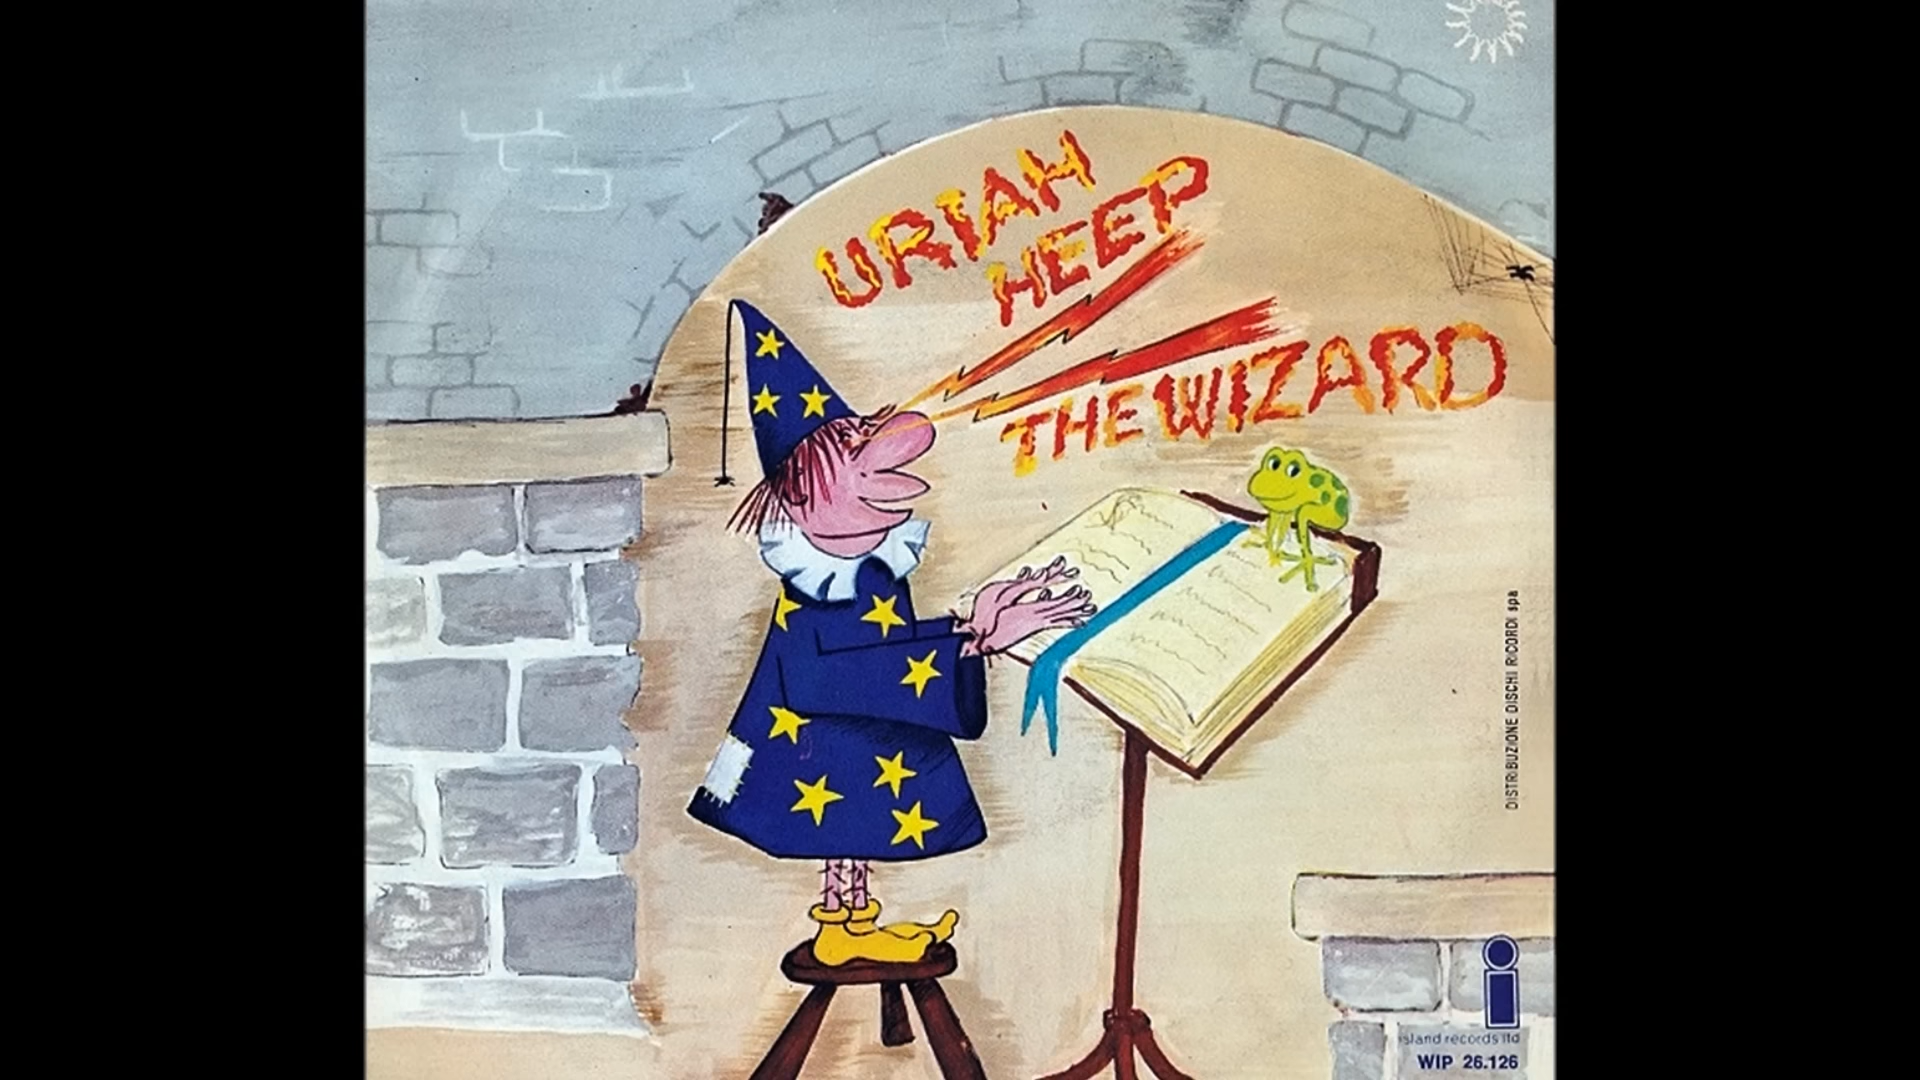 URIAH
HEEP
THE WIZARD
DISTRIBUZIONE DISCHI RICORDI spa
island records ltd
WIP 26.126